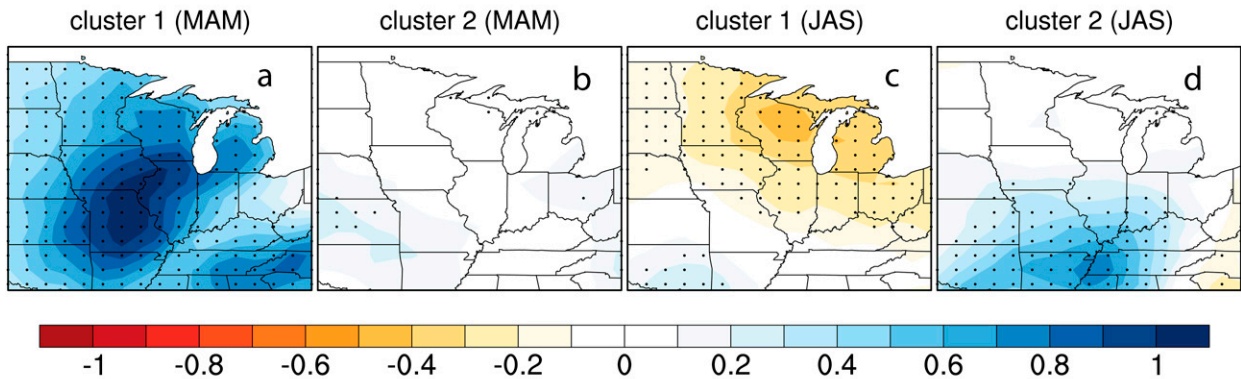 cluster 1 (MAM) cluster 2 (MAM) cluster 1 (JAS) cluster 2 (JAS)
a b c d
-1 -0.8 -0.6 -0.4 -0.2 0 0.2 0.4 0.6 0.8 1